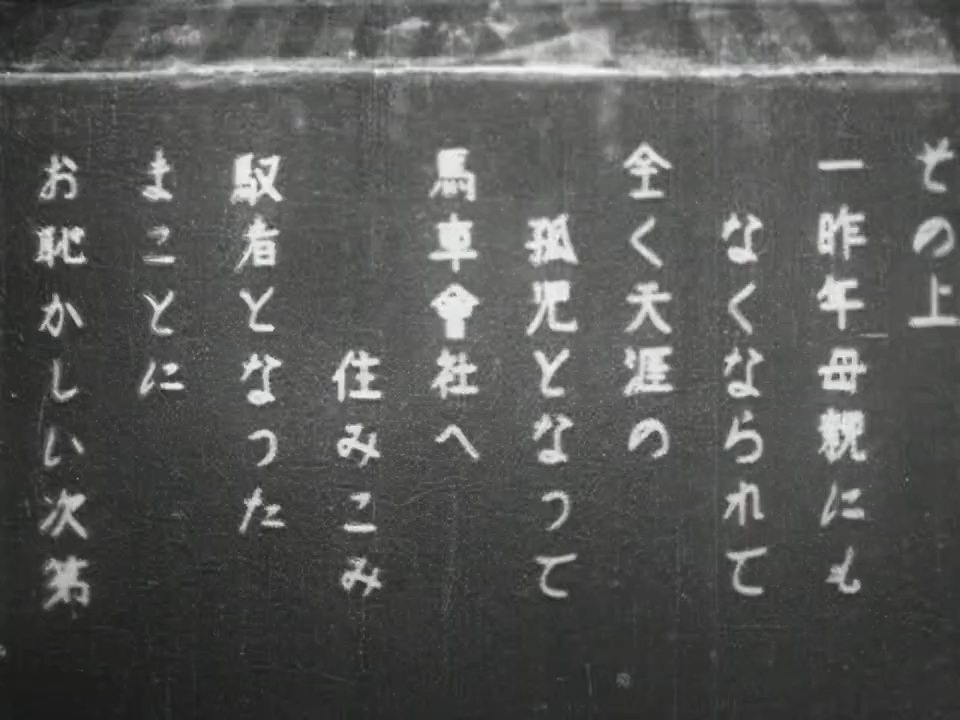 その上
一昨年母親にも
なくなられて
全く天涯の
孤児となって
馬車會社へ
住みこみ
馭者となった
まことに
お恥かしい次第